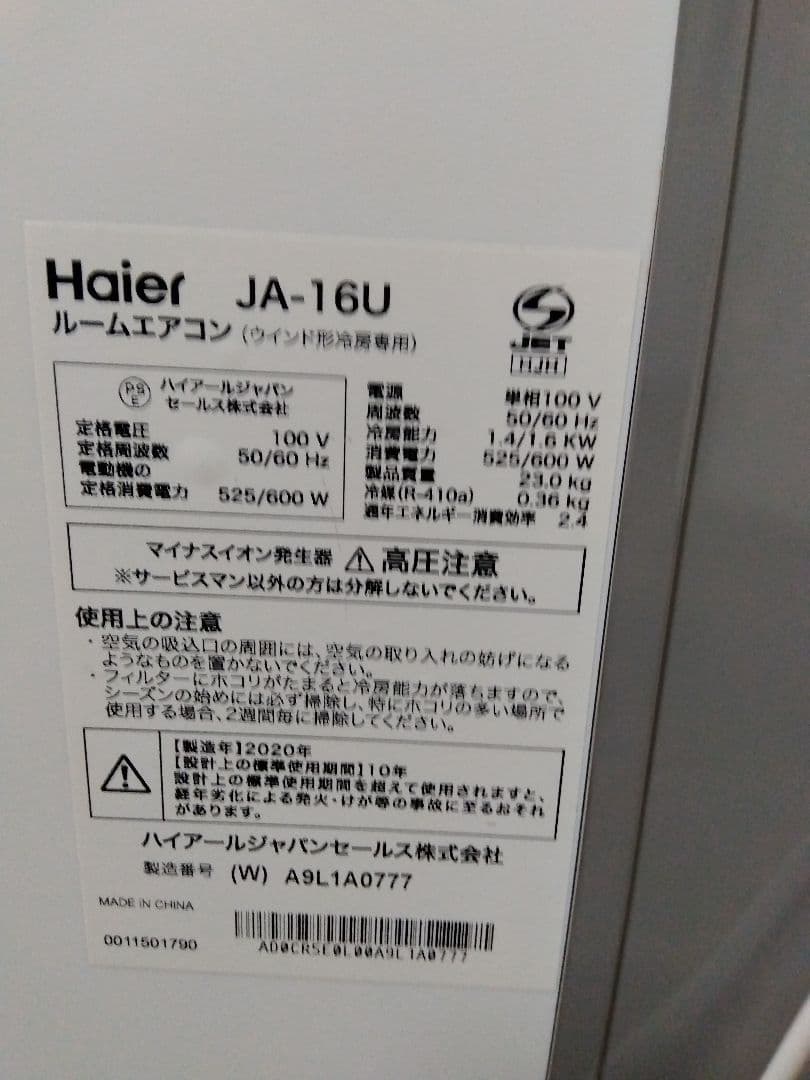 Haier JA-16U
ルームエアコン (ウインド形冷房専用)
JET
HJH
PS
E
ハイアールジャパン
セールス株式会社
定格電圧 100 V
定格周波数 50/60 Hz
電動機の
定格消費電力 525/600 W
電源 単相100 V
周波数 50/60 Hz
冷房能力 1.4/1.6 KW
消費電力 525/600 W
製品質量 23.0 kg
冷媒(R-410a) 0.36 kg
通年エネルギー消費効率 2.4
マイナスイオン発生器 ⚠高圧注意
※サービスマン以外の方は分解しないでください。
使用上の注意
・空気の吸込口の周囲には、空気の取り入れの妨げになる
ようなものを置かないでください。
・フィルターにホコリがたまると冷房能力が落ちますので、
シーズンの始めには必ず掃除し、特にホコリの多い場所で
使用する場合、2週間毎に掃除してください。
【製造年】2020年
【設計上の標準使用期間】10年
設計上の標準使用期間を超えて使用されますと、
経年劣化による発火・けが等の事故に至るおそれ
があります。
ハイアールジャパンセールス株式会社
製造番号 (W) A9L1A0777
MADE IN CHINA
0011501790
AD0CR5E0L00A9L1A0777